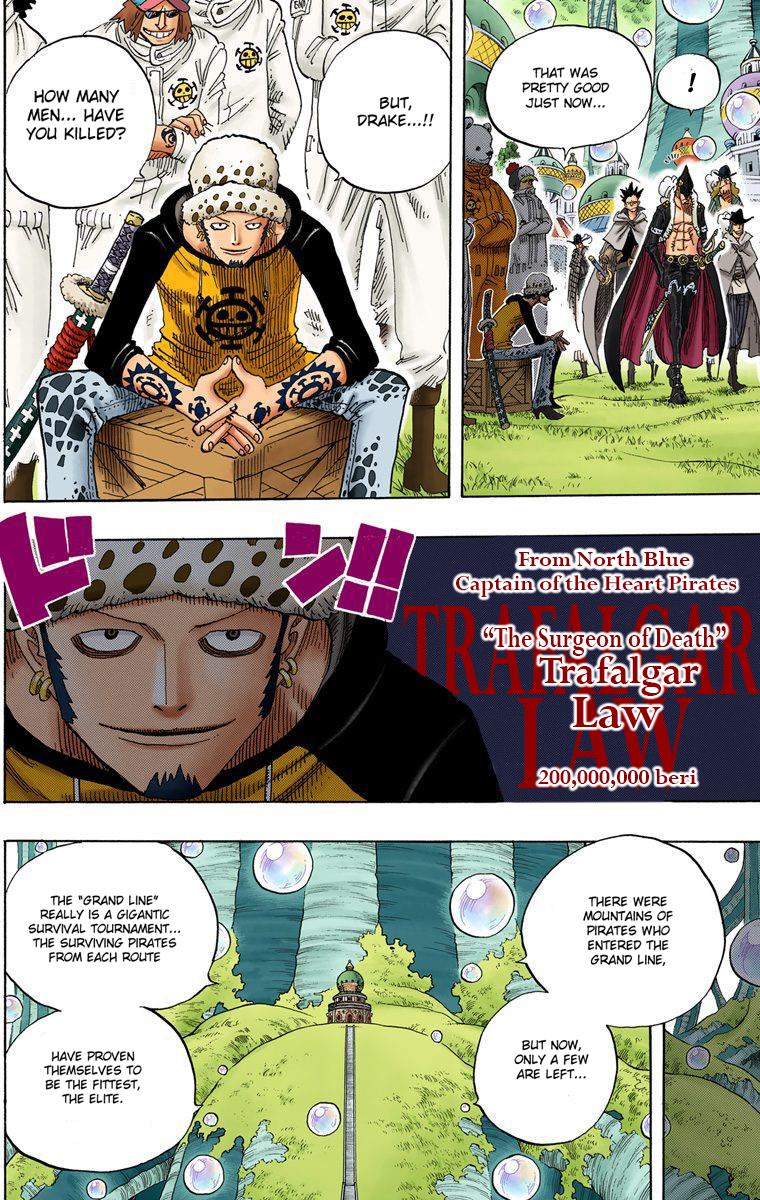 !
THAT WAS
PRETTY GOOD
JUST NOW...
BUT,
DRAKE...!!
HOW MANY
MEN... HAVE
YOU KILLED?
ドン!!
From North Blue
Captain of the Heart Pirates
TRAFALGAR
LAW
“The Surgeon of Death”
Trafalgar
Law
200,000,000 beri
THERE WERE
MOUNTAINS OF
PIRATES WHO
ENTERED THE
GRAND LINE,
BUT NOW,
ONLY A FEW
ARE LEFT...
THE “GRAND LINE”
REALLY IS A GIGANTIC
SURVIVAL TOURNAMENT...
THE SURVIVING PIRATES
FROM EACH ROUTE
HAVE PROVEN
THEMSELVES TO
BE THE FITTEST,
THE ELITE.